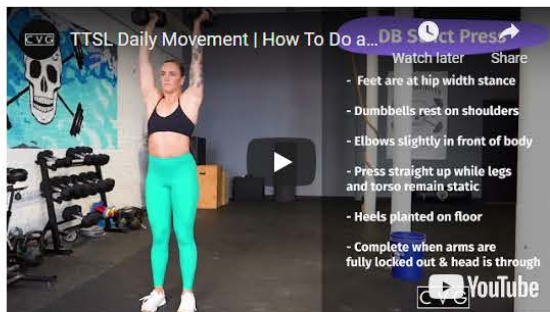 CVG
TTSL Daily Movement | How To Do a...
DB Strict Press
Watch later
Share
- Feet are at hip width stance
- Dumbbells rest on shoulders
- Elbows slightly in front of body
- Press straight up while legs
and torso remain static
- Heels planted on floor
- Complete when arms are
fully locked out & head is through
YouTube
CVG